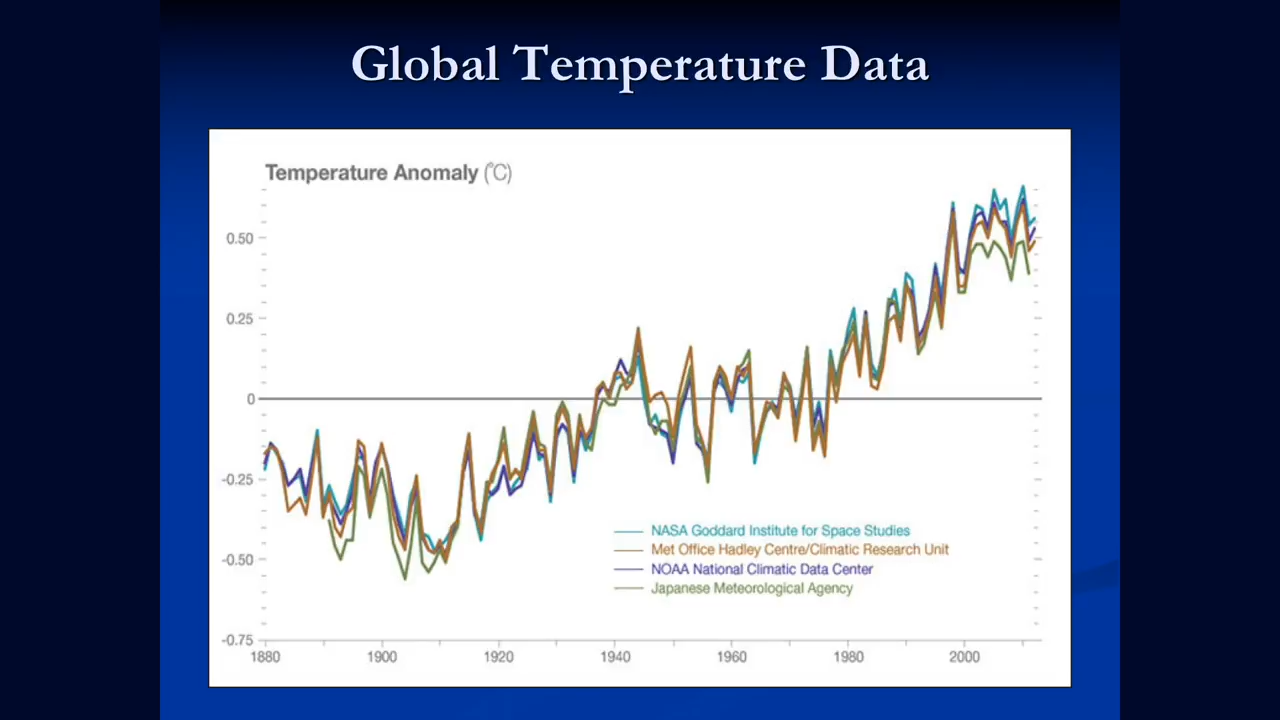 Global Temperature Data
Temperature Anomaly (°C)
0.50
0.25
0
-0.25
-0.50
-0.75
1880 1900 1920 1940 1960 1980 2000
NASA Goddard Institute for Space Studies
Met Office Hadley Centre/Climatic Research Unit
NOAA National Climatic Data Center
Japanese Meteorological Agency